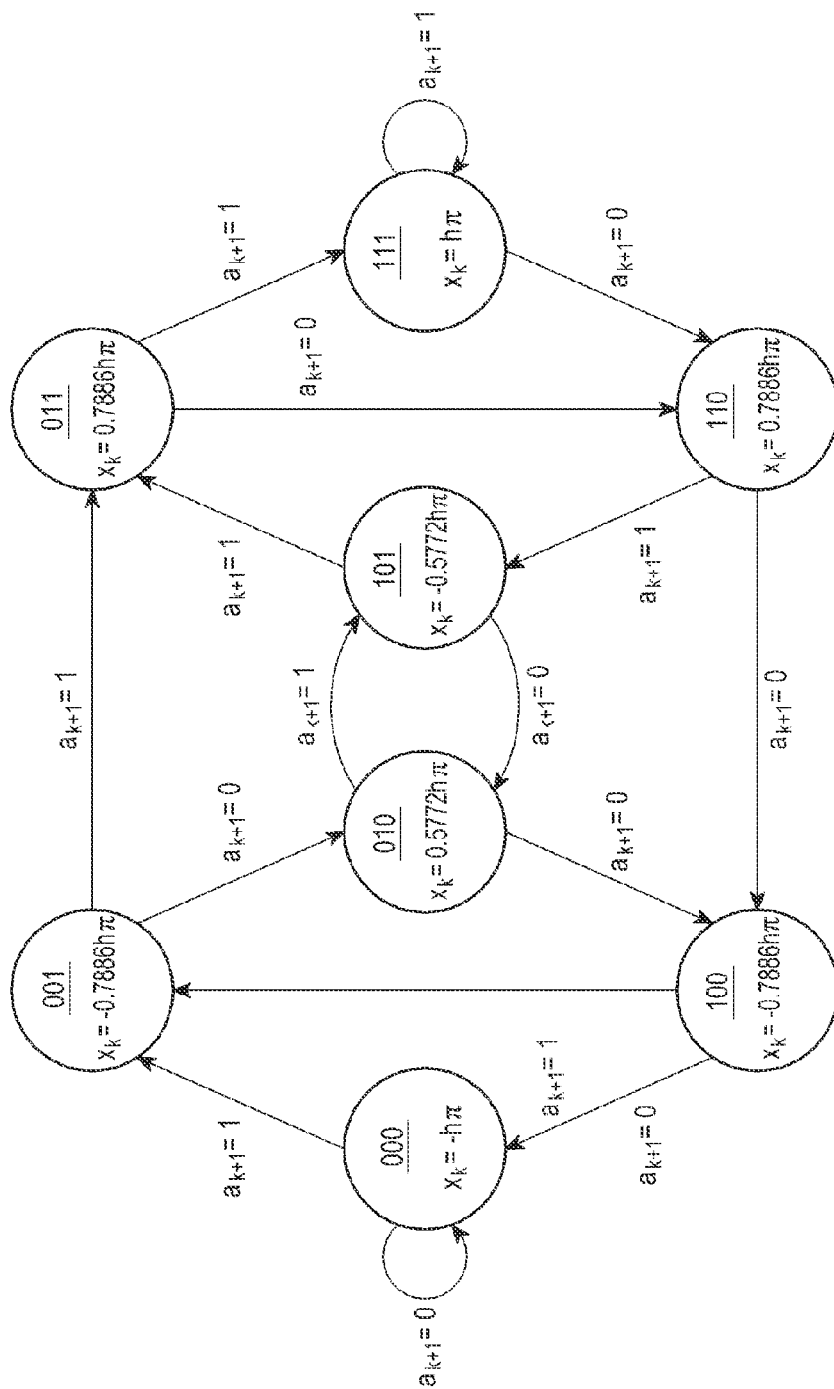 a_{k+1}= 1
001
x_k= -0.7886hπ
011
x_k= 0.7886hπ
a_{k+1}= 1
a_{k+1}= 0
a_{k+1}= 1
a_{k+1}= 1
a_{<+1}= 1
a_{k+1}= 0
000
x_k= -hπ
010
x_k= 0.5772hπ
101
x_k= -0.5772hπ
111
x_k= hπ
a_{k+1}= 0
a_{k+1}= 1
a_{<+1}= 0
a_{k+1}= 1
a_{k+1}= 0
a_{k+1}= 0
a_{k+1}= 0
a_{k+1}= 1
a_{k+1}= 0
100
x_k= -0.7886hπ
110
x_k= 0.7886hπ